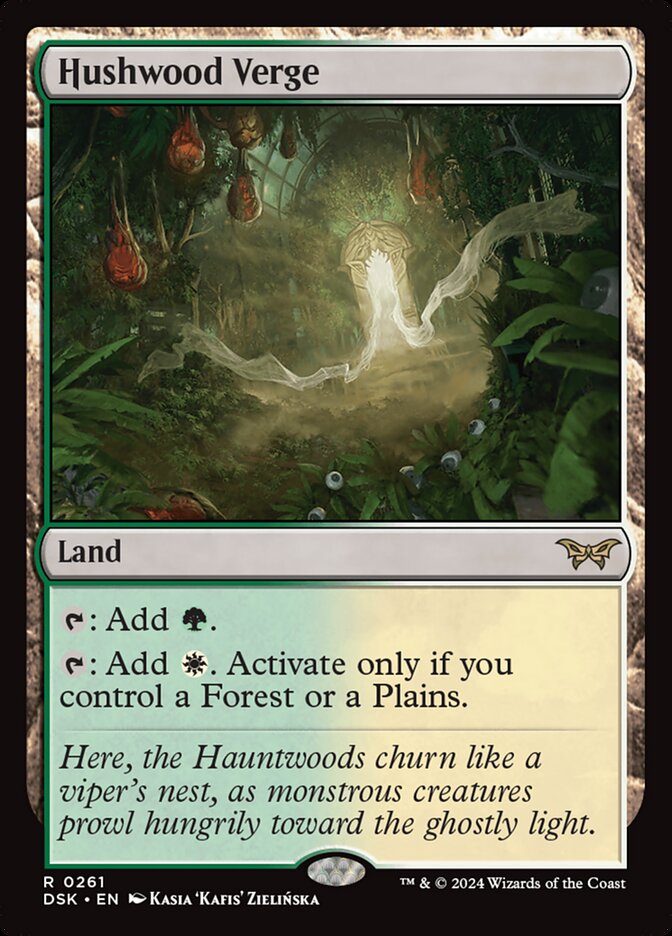 Hushwood Verge
Land
: Add .
: Add . Activate only if you
control a Forest or a Plains.
Here, the Hauntwoods churn like a
viper's nest, as monstrous creatures
prowl hungrily toward the ghostly light.
R 0261
DSK • EN Kasia 'Kafis' Zielińska
™ & © 2024 Wizards of the Coast